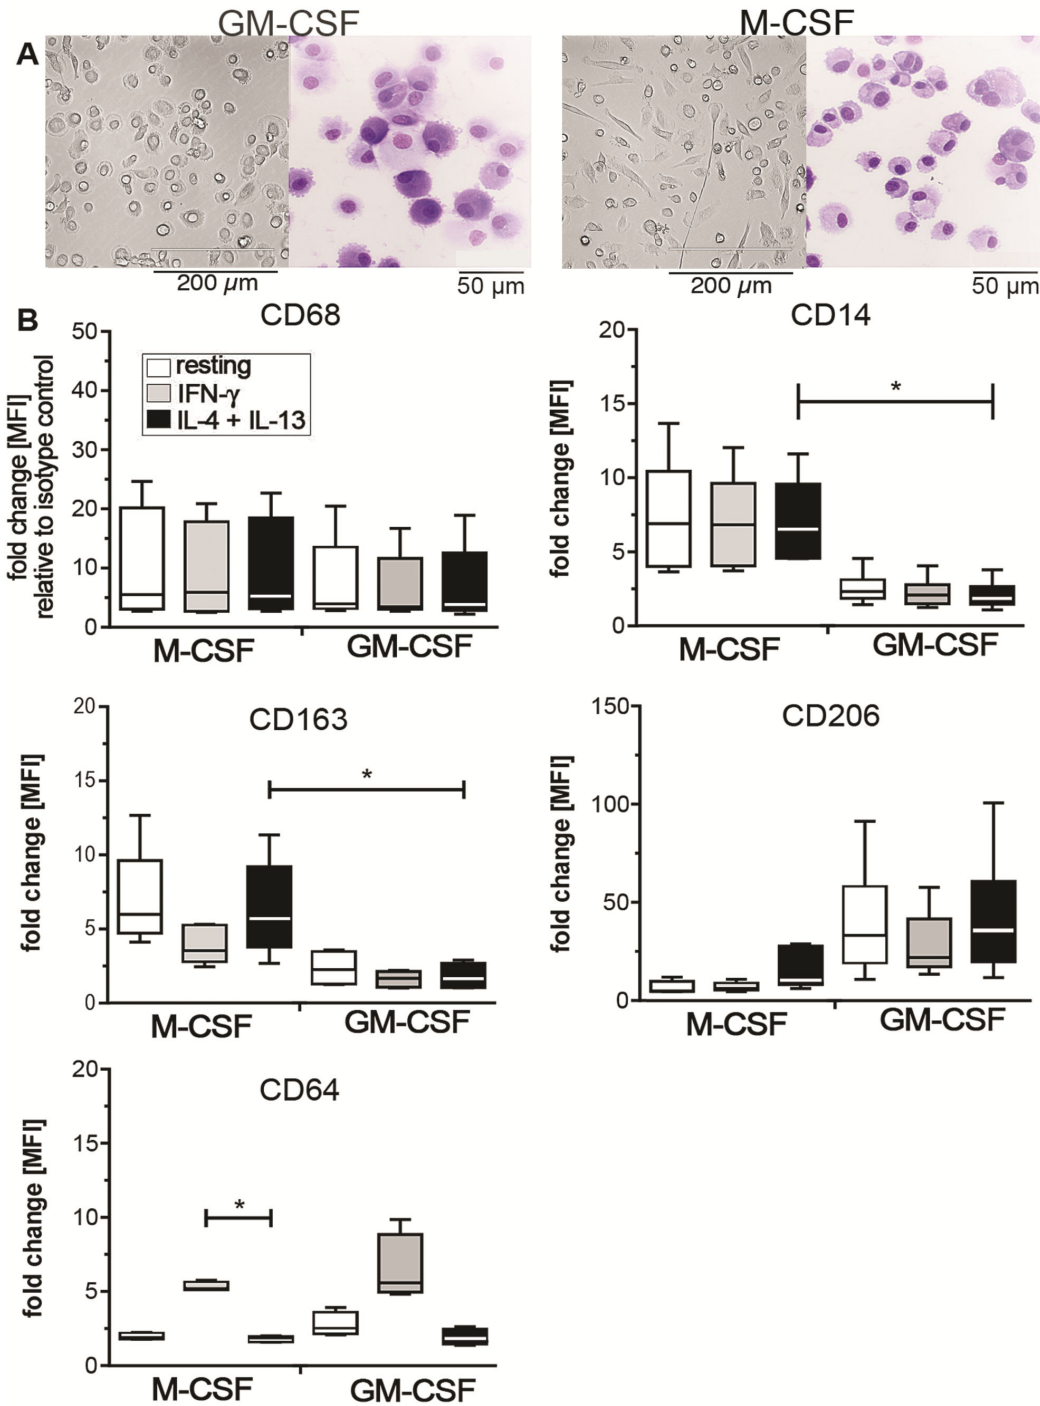 GM-CSF M-CSF
A
200 µm 50 µm 200 µm 50 µm
B
CD68
fold change [MFI]
relative to isotype control
50
40
30
20
10
0
resting
IFN-γ
IL-4 + IL-13
M-CSF GM-CSF
CD14
fold change [MFI]
20
15
10
5
0
*
M-CSF GM-CSF
CD163
fold change [MFI]
20
15
10
5
0
*
M-CSF GM-CSF
CD206
fold change [MFI]
150
100
50
0
M-CSF GM-CSF
CD64
fold change [MFI]
20
15
10
5
0
*
M-CSF GM-CSF